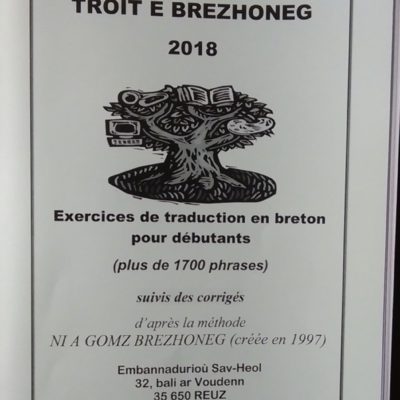 TROIT E BREZHONEG
2018
Exercices de traduction en breton
pour débutants
(plus de 1700 phrases)
suivis des corrigés
d'après la méthode
NI A GOMZ BREZHONEG (créée en 1997)
Embannadurioù Sav-Heol
32, bali ar Voudenn
35 650 REUZ